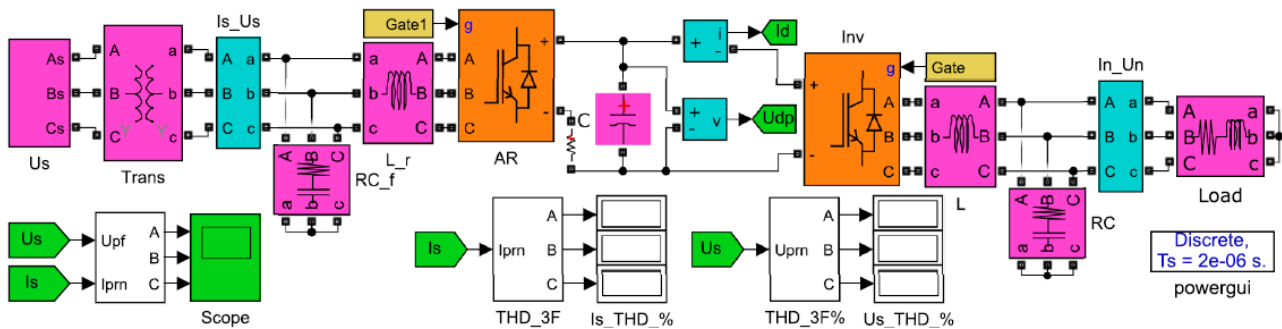 Is_Us
Gate1
g
i
Id
Inv
As
Bs
Cs
A
B
C
a
b
c
Y
Y
A
B
C
a
b
c
a
b
c
A
B
C
A
B
C
+
-
C
+
+
-
v
Udp
+
-
g
Gate
a
b
c
A
B
C
In_Un
A
B
C
a
b
c
A
B
C
a
b
c
Us
Trans
A B C
a b c
RC_f
L_r
AR
L
A B C
a b c
RC
Load
Us
Is
Upf
Iprn
A
B
C
Scope
Is
Iprn
A
B
C
THD_3F
Is_THD_%
Us
Uprn
A
B
C
THD_3F%
Us_THD_%
Discrete,
Ts = 2e-06 s.
powergui